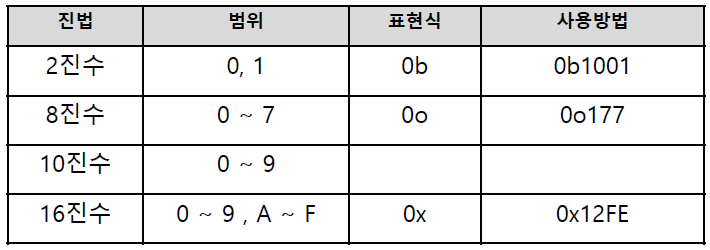 진법 범위 표현식 사용방법
2진수 0, 1 0b 0b1001
8진수 0 ~ 7 0o 0o177
10진수 0 ~ 9
16진수 0 ~ 9 , A ~ F 0x 0x12FE